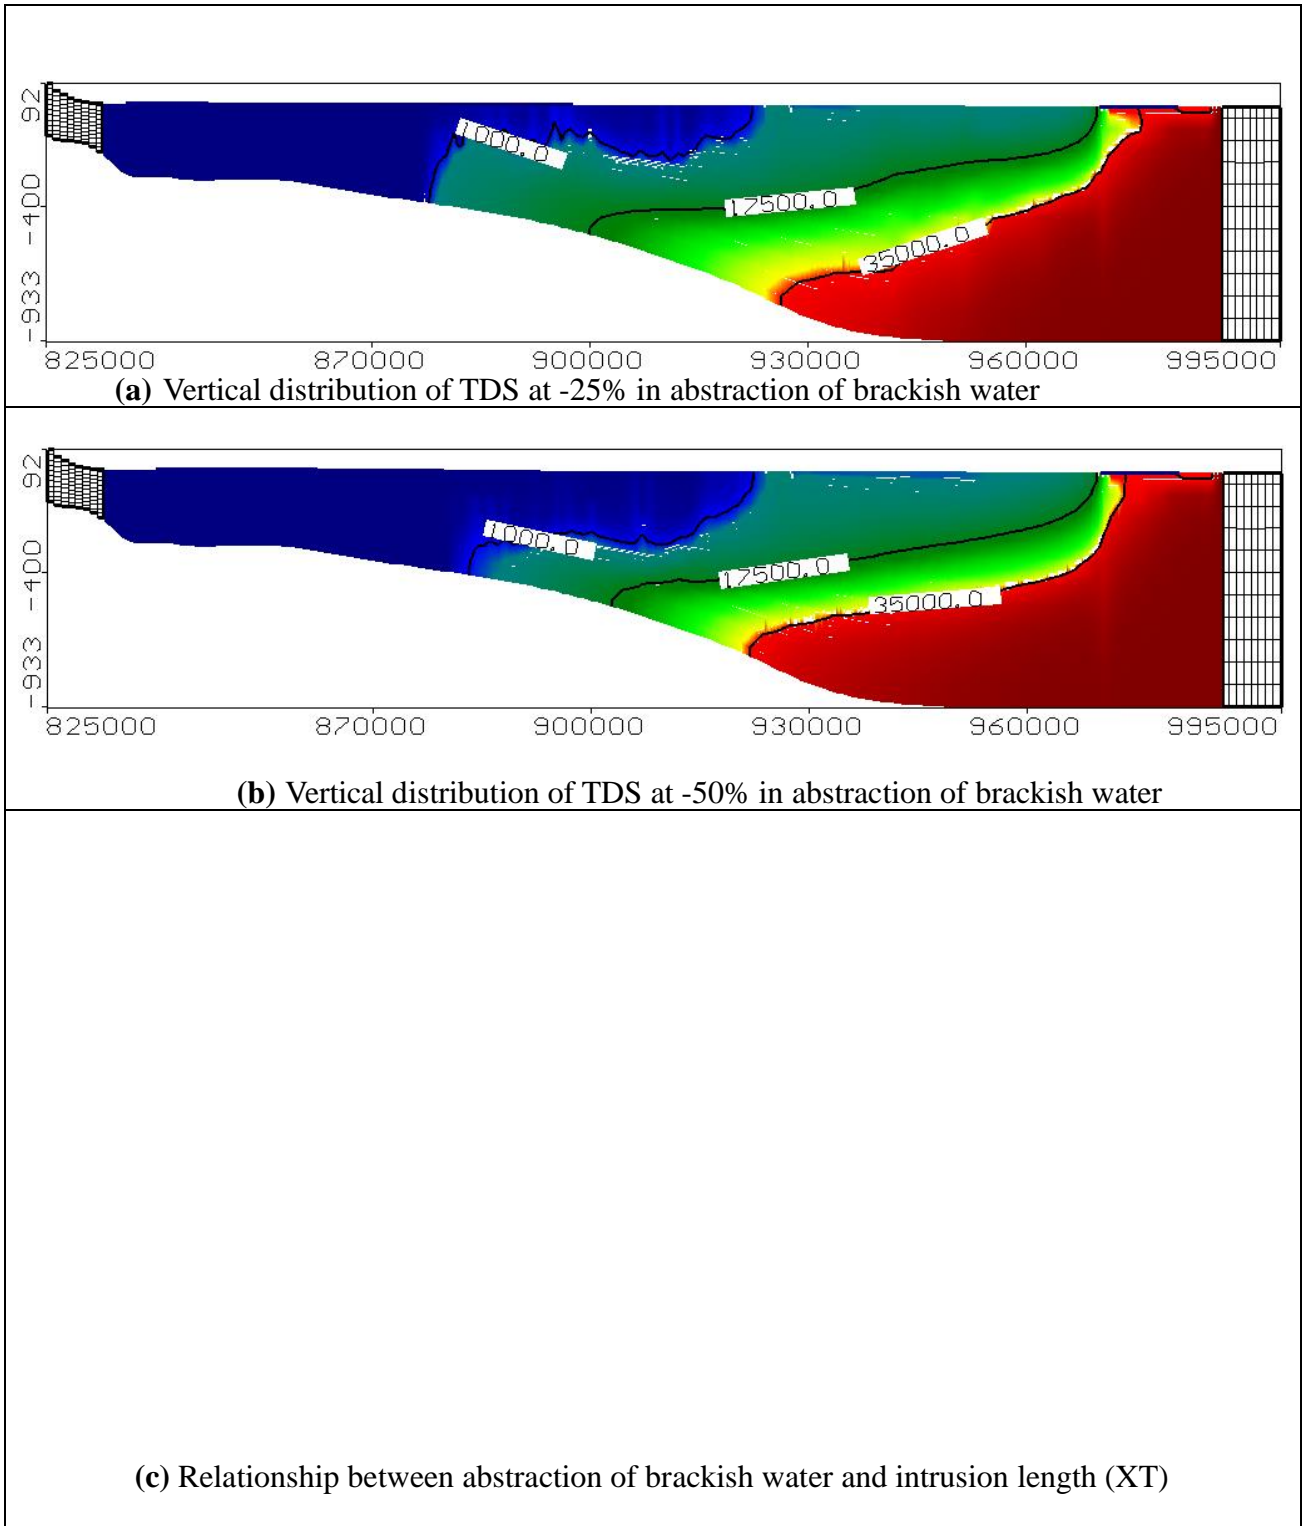 92
-400
-933
1000.0
17500.0
35000.0
825000 870000 900000 930000 960000 995000
(a) Vertical distribution of TDS at -25% in abstraction of brackish water
92
-400
-933
1000.0
17500.0
35000.0
825000 870000 900000 930000 960000 995000
(b) Vertical distribution of TDS at -50% in abstraction of brackish water
(c) Relationship between abstraction of brackish water and intrusion length (XT)